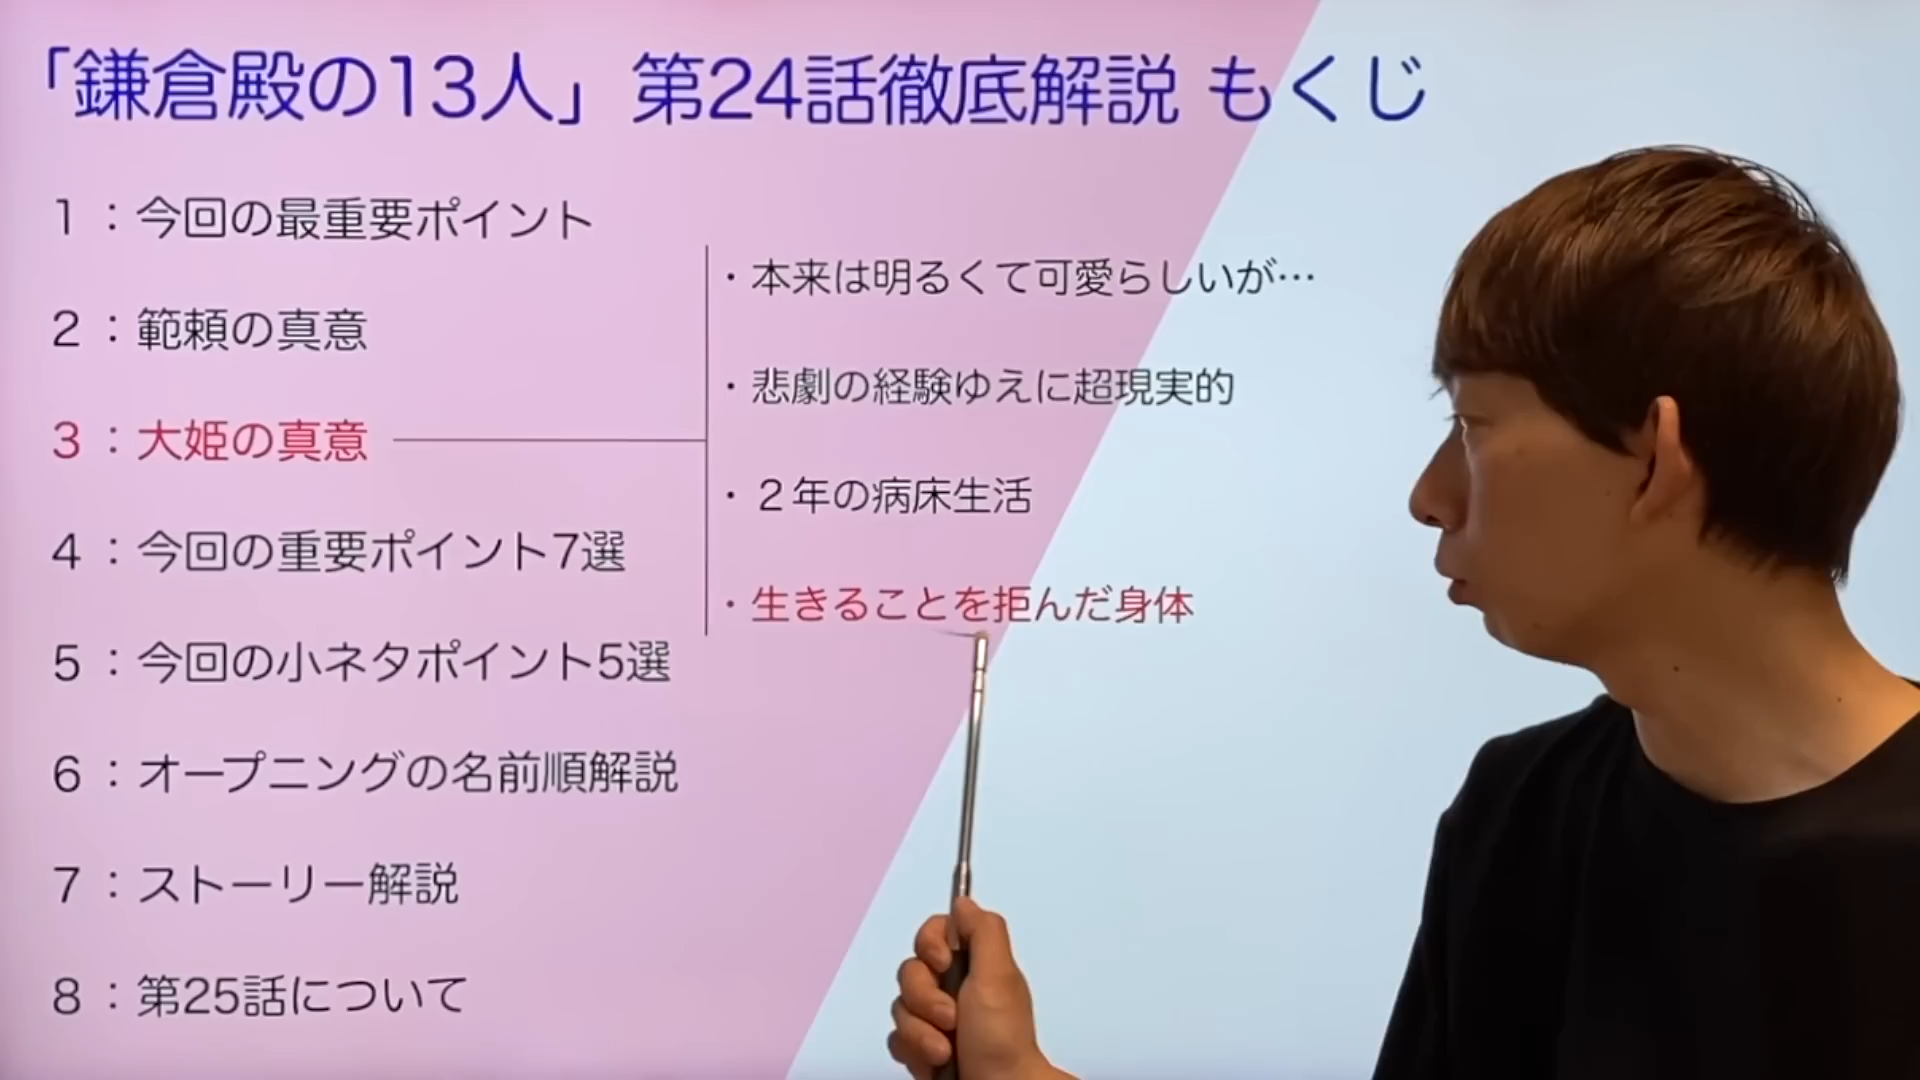 「鎌倉殿の13人」第24話徹底解説 もくじ
1：今回の最重要ポイント
2：範頼の真意
3：大姫の真意
・本来は明るくて可愛らしいが…
・悲劇の経験ゆえに超現実的
・２年の病床生活
・生きることを拒んだ身体
4：今回の重要ポイント7選
5：今回の小ネタポイント5選
6：オープニングの名前順解説
7：ストーリー解説
8：第25話について